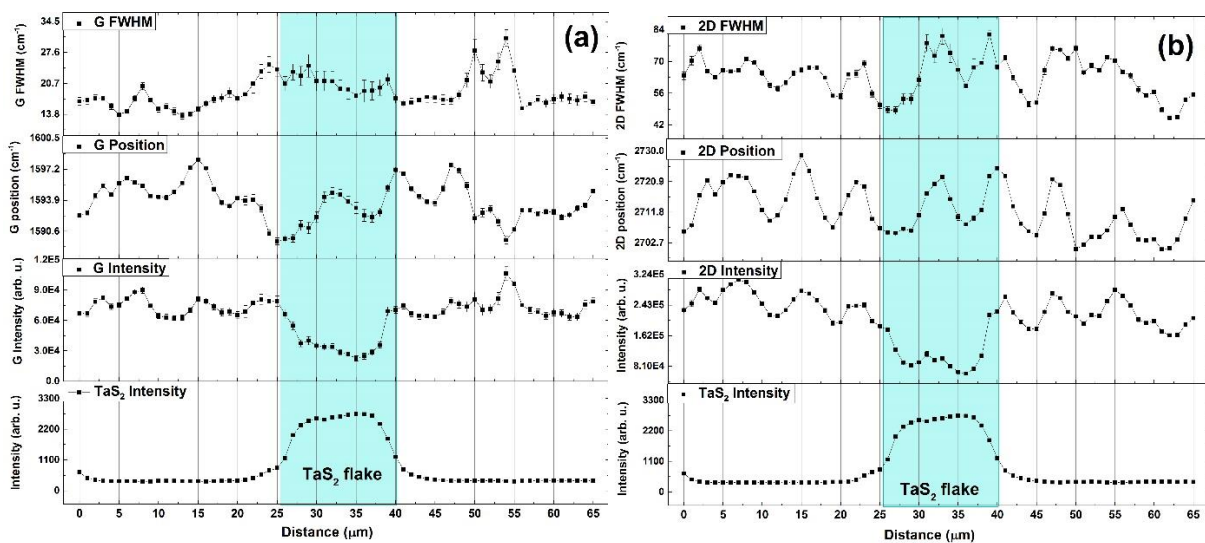 (a)
G FWHM
G FWHM (cm⁻¹)
34.5
27.6
20.7
13.8
G Position
G position (cm⁻¹)
1600.5
1597.2
1593.9
1590.6
G Intensity
G Intensity (arb. u.)
1.2E5
9.0E4
6.0E4
3.0E4
0.0
TaS₂ Intensity
Intensity (arb. u.)
3300
2200
1100
0
TaS₂ flake
0 5 10 15 20 25 30 35 40 45 50 55 60 65
Distance (μm)
(b)
2D FWHM
2D FWHM (cm⁻¹)
84
70
56
42
2D Position
2D position (cm⁻¹)
2730.0
2720.9
2711.8
2702.7
2D Intensity
Intensity (arb. u.)
3.24E5
2.43E5
1.62E5
8.10E4
TaS₂ Intensity
Intensity (arb. u.)
3300
2200
1100
0
TaS₂ flake
0 5 10 15 20 25 30 35 40 45 50 55 60 65
Distance (μm)